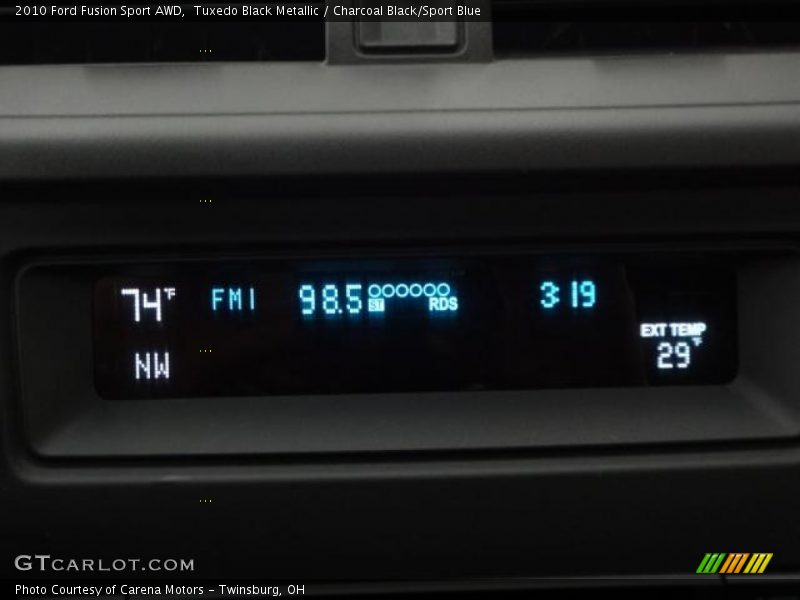 2010 Ford Fusion Sport AWD,  Tuxedo Black Metallic / Charcoal Black/Sport Blue
74°F FM1 98.5 ST RDS 3:19
EXT TEMP
NW 29°F
GTCARLOT.COM
Photo Courtesy of Carena Motors – Twinsburg, OH